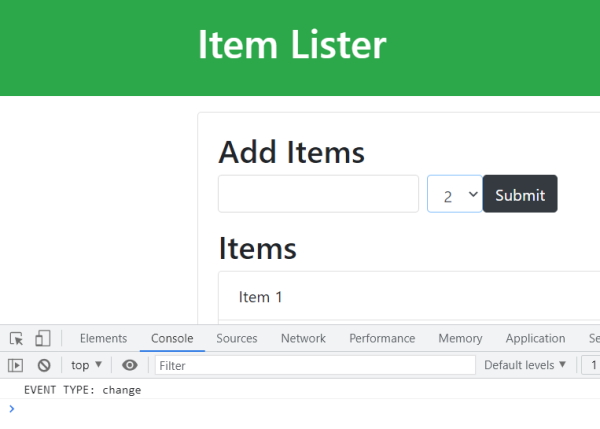 Item Lister
Add Items
2 Submit
Items
Item 1
Elements Console Sources Network Performance Memory Application Se
top ▼ Filter Default levels ▼ 1
EVENT TYPE: change